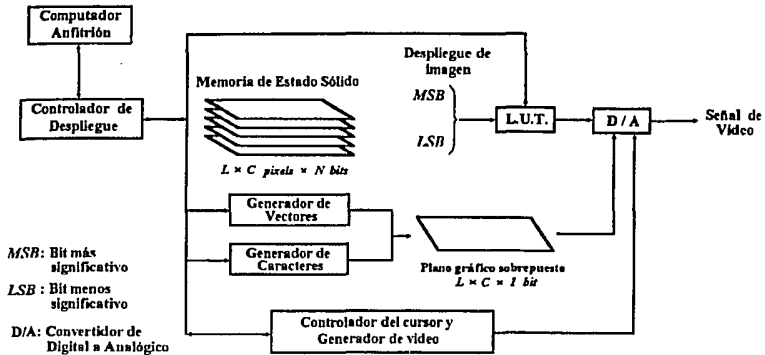 Computador
Anfitrión
Controlador de
Despliegue
Memoria de Estado Sólido
L × C pixels × N bits
Despliegue de
imagen
MSB
LSB
L.U.T.
D / A
Señal de
Video
Generador de
Vectores
Generador de
Caracteres
Plano gráfico sobrepuesto
L × C × 1 bit
Controlador del cursor y
Generador de video
MSB: Bit más
significativo
LSB: Bit menos
significativo
D/A: Convertidor de
Digital a Analógico